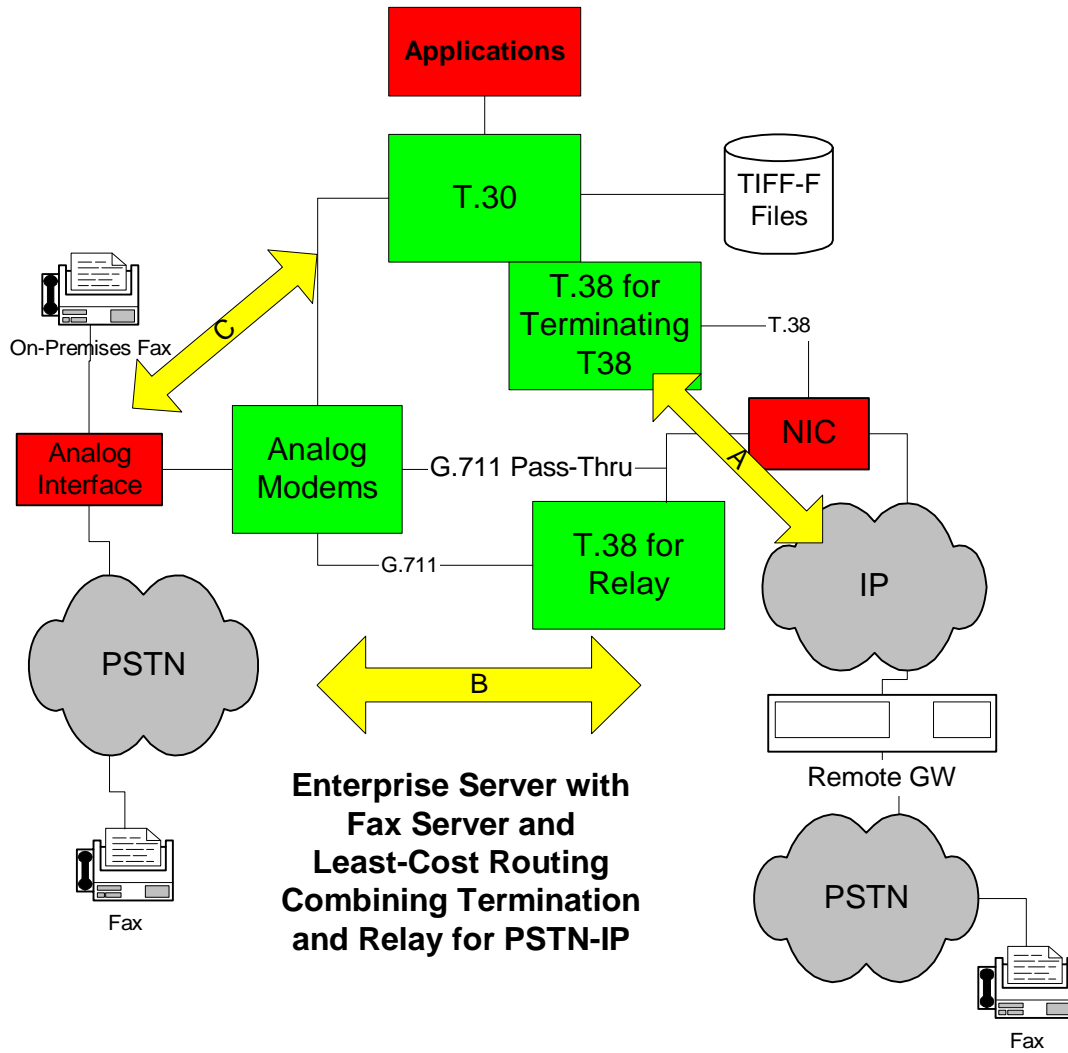 Applications
T.30
TIFF-F
Files
T.38 for
Terminating
T38
T.38
C
On-Premises Fax
Analog
Interface
Analog
Modems
G.711 Pass-Thru
NIC
A
G.711
T.38 for
Relay
IP
PSTN
B
Remote GW
Enterprise Server with
Fax Server and
Least-Cost Routing
Combining Termination
and Relay for PSTN-IP
Fax
PSTN
Fax